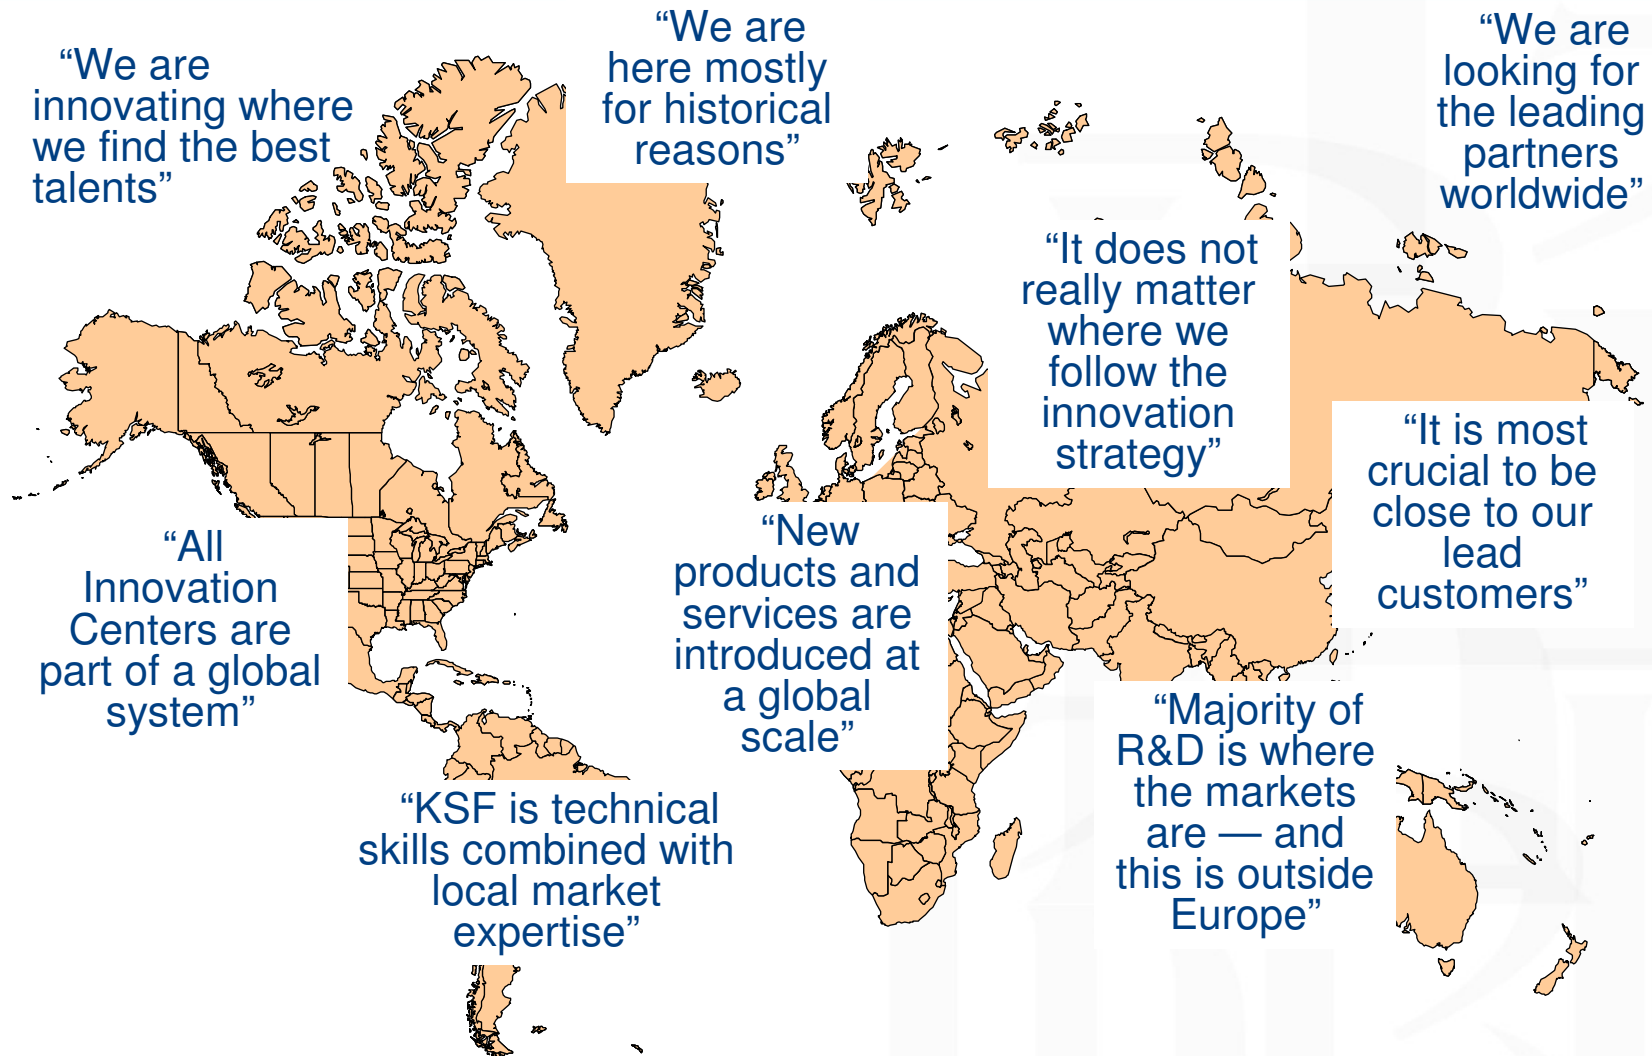 “We are
innovating where
we find the best
talents”
“We are
here mostly
for historical
reasons”
“We are
looking for
the leading
partners
worldwide”
“It does not
really matter
where we
follow the
innovation
strategy”
“It is most
crucial to be
close to our
lead
customers”
“All
Innovation
Centers are
part of a global
system”
“New
products and
services are
introduced at
a global
scale”
“Majority of
R&D is where
the markets
are — and
this is outside
Europe”
“KSF is technical
skills combined with
local market
expertise”